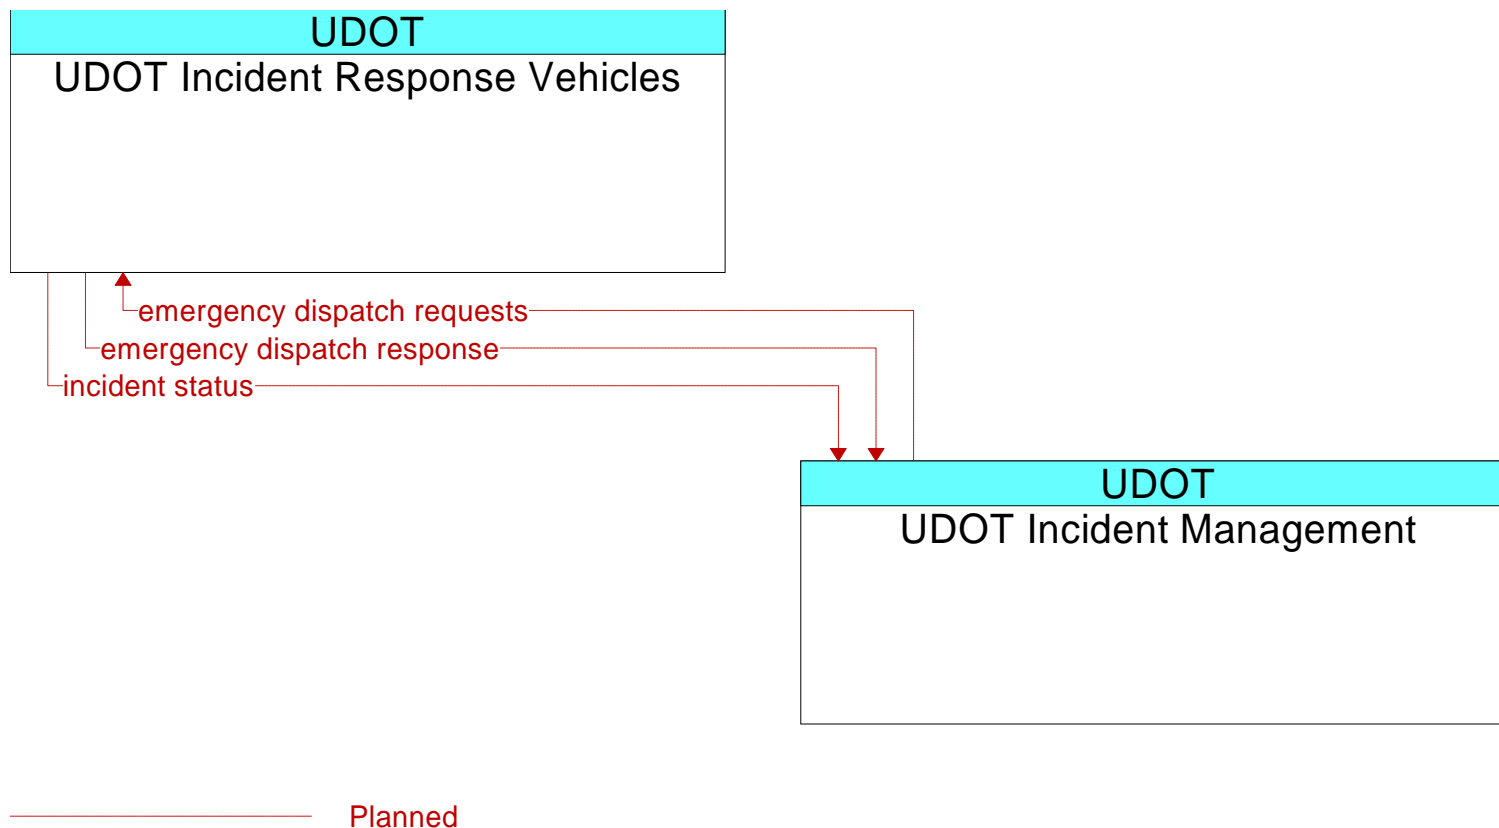 UDOT
UDOT Incident Response Vehicles
emergency dispatch requests
emergency dispatch response
incident status
UDOT
UDOT Incident Management
Planned